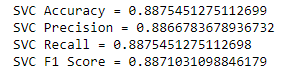 SVC Accuracy = 0.8875451275112699
SVC Precision = 0.8866783678936732
SVC Recall = 0.8875451275112698
SVC F1 Score = 0.8871031098846179